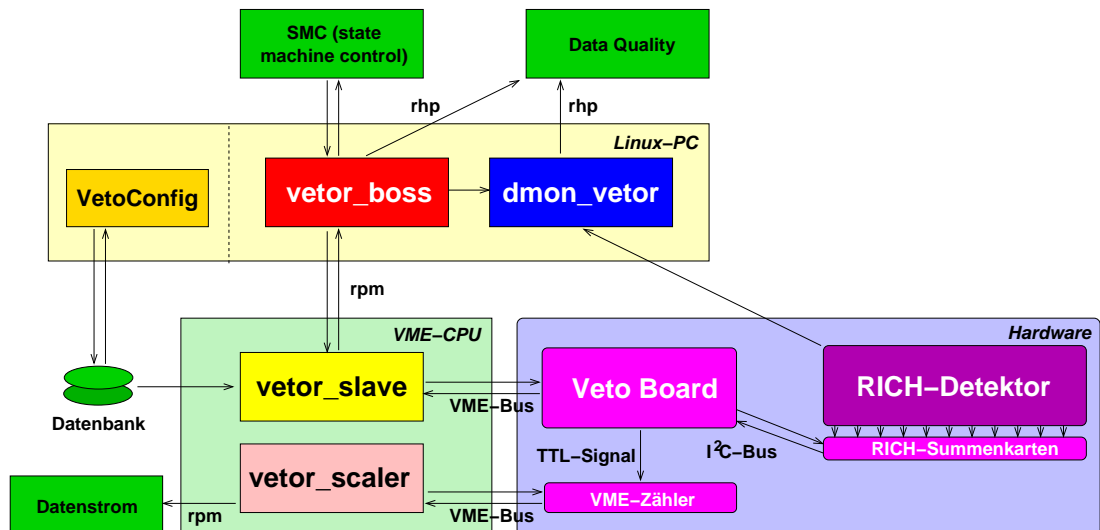 SMC (state
machine control)
Data Quality
rhp
rhp
Linux–PC
VetoConfig
vetor_boss
dmon_vetor
rpm
VME–CPU
Hardware
vetor_slave
Veto Board
RICH–Detektor
VME–Bus
Datenbank
RICH–Summenkarten
TTL–Signal
I²C–Bus
vetor_scaler
VME–Zähler
Datenstrom
rpm
VME–Bus